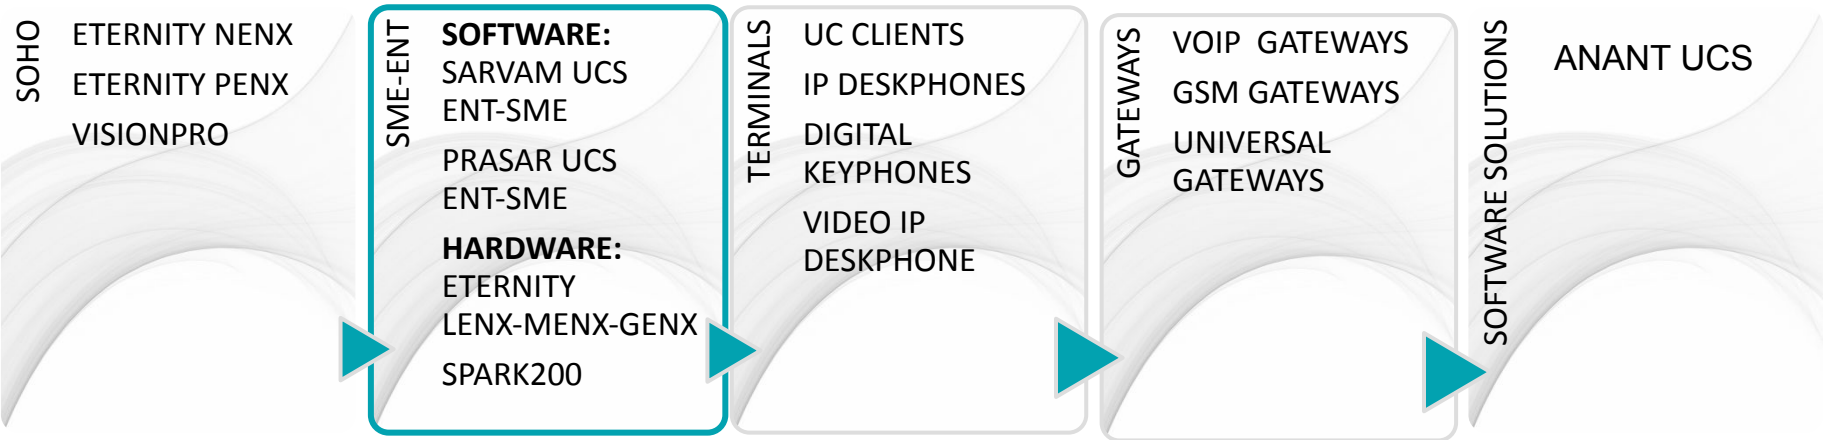 SOHO
ETERNITY NENX
ETERNITY PENX
VISIONPRO
SME-ENT
SOFTWARE:
SARVAM UCS
ENT-SME
PRASAR UCS
ENT-SME
HARDWARE:
ETERNITY
LENX-MENX-GENX
SPARK200
TERMINALS
UC CLIENTS
IP DESKPHONES
DIGITAL
KEYPHONES
VIDEO IP
DESKPHONE
GATEWAYS
VOIP GATEWAYS
GSM GATEWAYS
UNIVERSAL
GATEWAYS
SOFTWARE SOLUTIONS
ANANT UCS